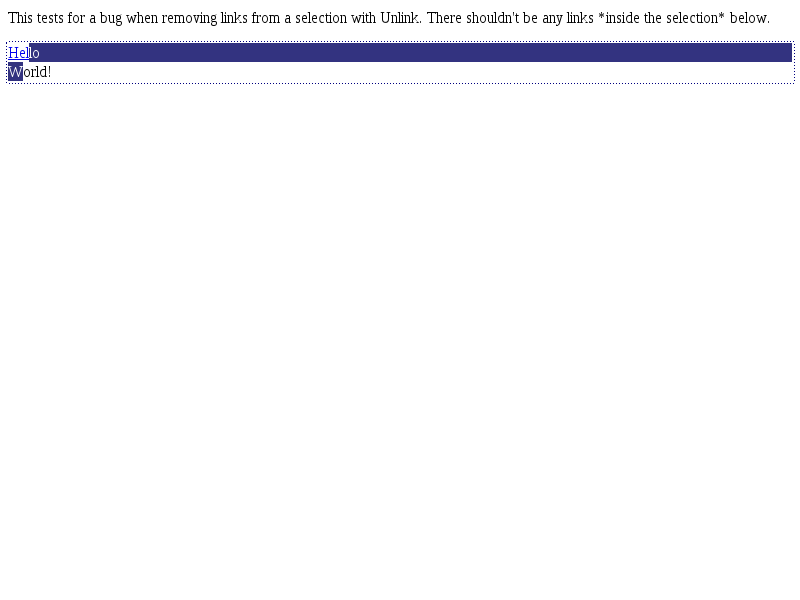 This tests for a bug when removing links from a selection with Unlink. There shouldn't be any links *inside the selection* below.
Hello
World!